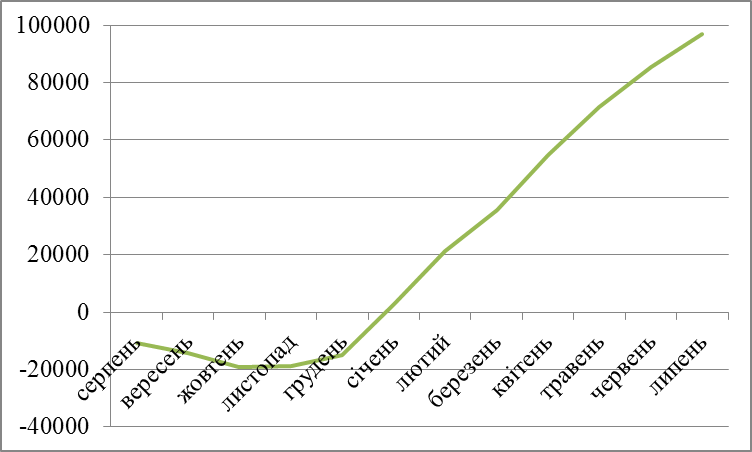 100000
80000
60000
40000
20000
0
-20000
-40000
серпень
вересень
жовтень
листопад
грудень
січень
лютий
березень
квітень
травень
червень
липень